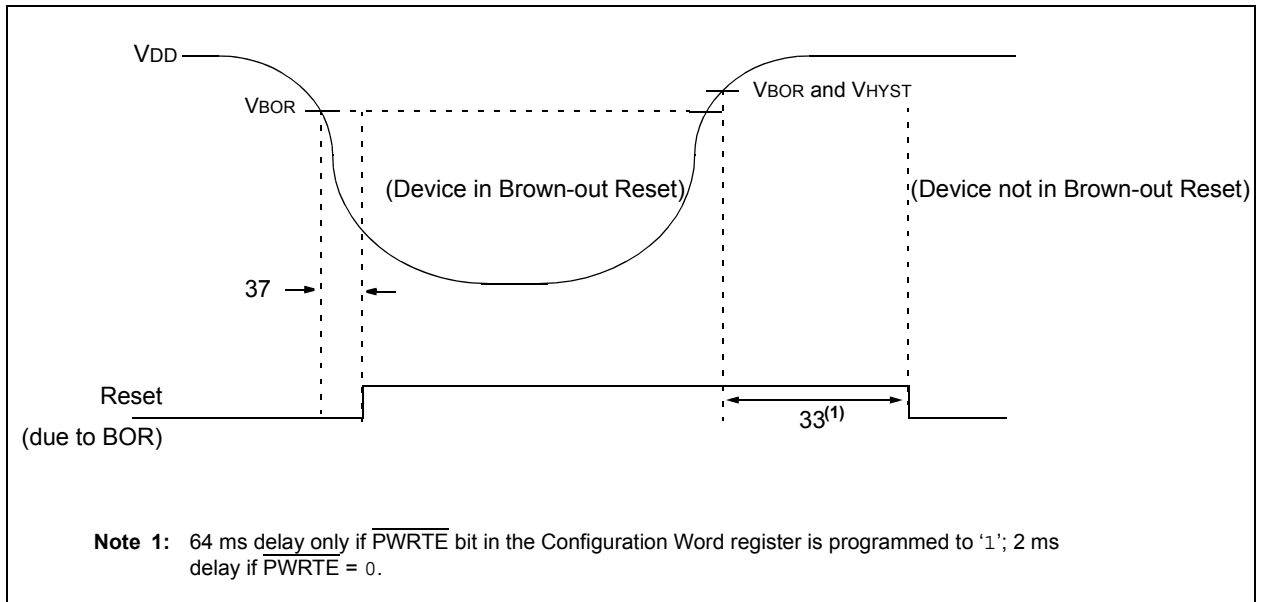 VDD
VBOR
VBOR and VHYST
(Device in Brown-out Reset)
(Device not in Brown-out Reset)
37
Reset
(due to BOR)
33(1)
Note 1: 64 ms delay only if PWRTE bit in the Configuration Word register is programmed to ‘1’; 2 ms
delay if PWRTE = 0.